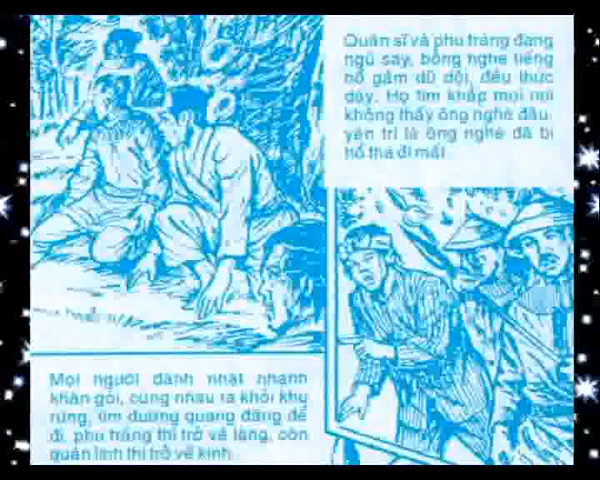 Quân sĩ và phu tráng đang
ngủ say, bỗng nghe tiếng
hổ gầm dữ dội, đều thức
dậy. Họ tìm khắp mọi nơi
không thấy ông nghè đâu,
yên trí là ông nghè đã bị
hổ tha đi mất.
Mọi người đành nhặt nhạnh
khăn gói, cùng nhau ra khỏi khu
rừng, tìm đường quang đãng để
đi, phu tráng thì trở về làng, còn
quân lính thì trở về kinh.